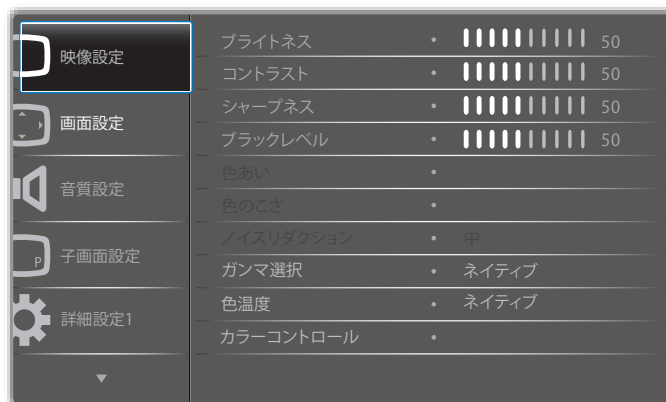 映像設定
画面設定
音質設定
P
子画面設定
詳細設定1
ブライトネス • 50
コントラスト • 50
シャープネス • 50
ブラックレベル • 50
色あい •
色のこさ •
ノイズリダクション • 中
ガンマ選択 • ネイティブ
色温度 • ネイティブ
カラーコントロール •